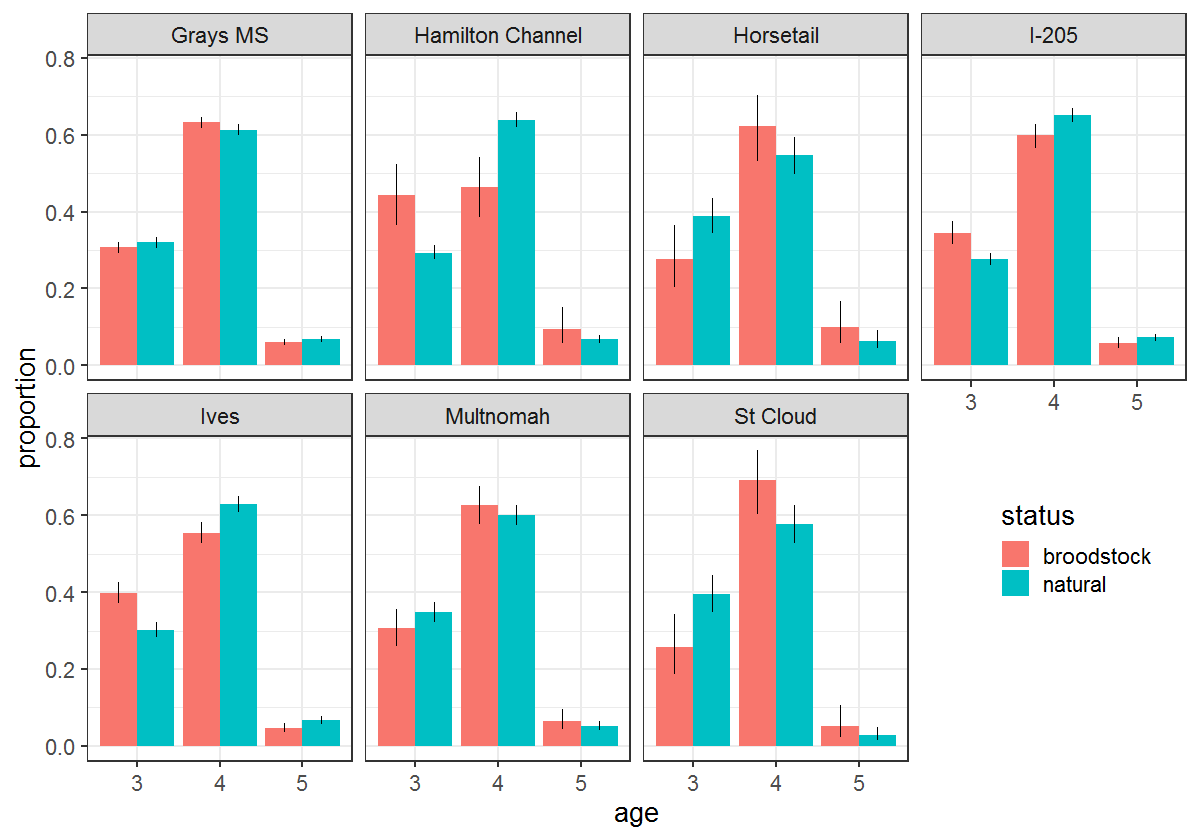 Grays MS Hamilton Channel Horsetail I-205
0.8
0.6
0.4
0.2
0.0
3 4 5
Ives Multnomah St Cloud
0.8
0.6
0.4
0.2
0.0
3 4 5 3 4 5 3 4 5
proportion
age
status
broodstock
natural